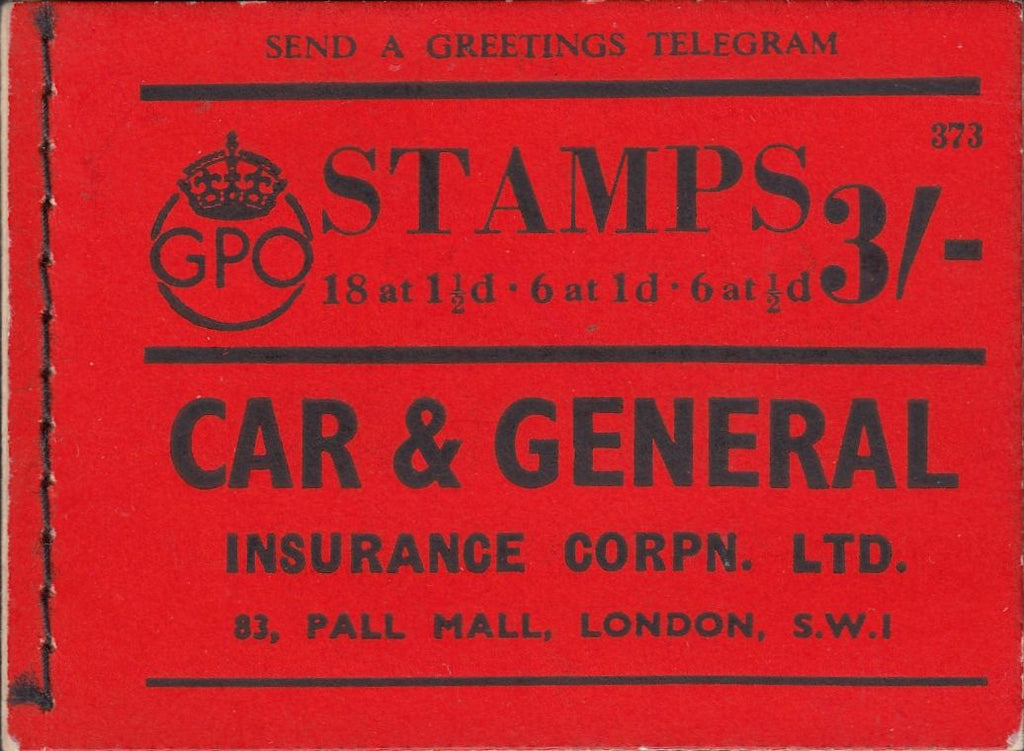 SEND A GREETINGS TELEGRAM
373
GPO
STAMPS 3/-
18 at 1½d · 6 at 1d · 6 at ½d
CAR & GENERAL
INSURANCE CORPN. LTD.
83, PALL MALL, LONDON, S.W.1